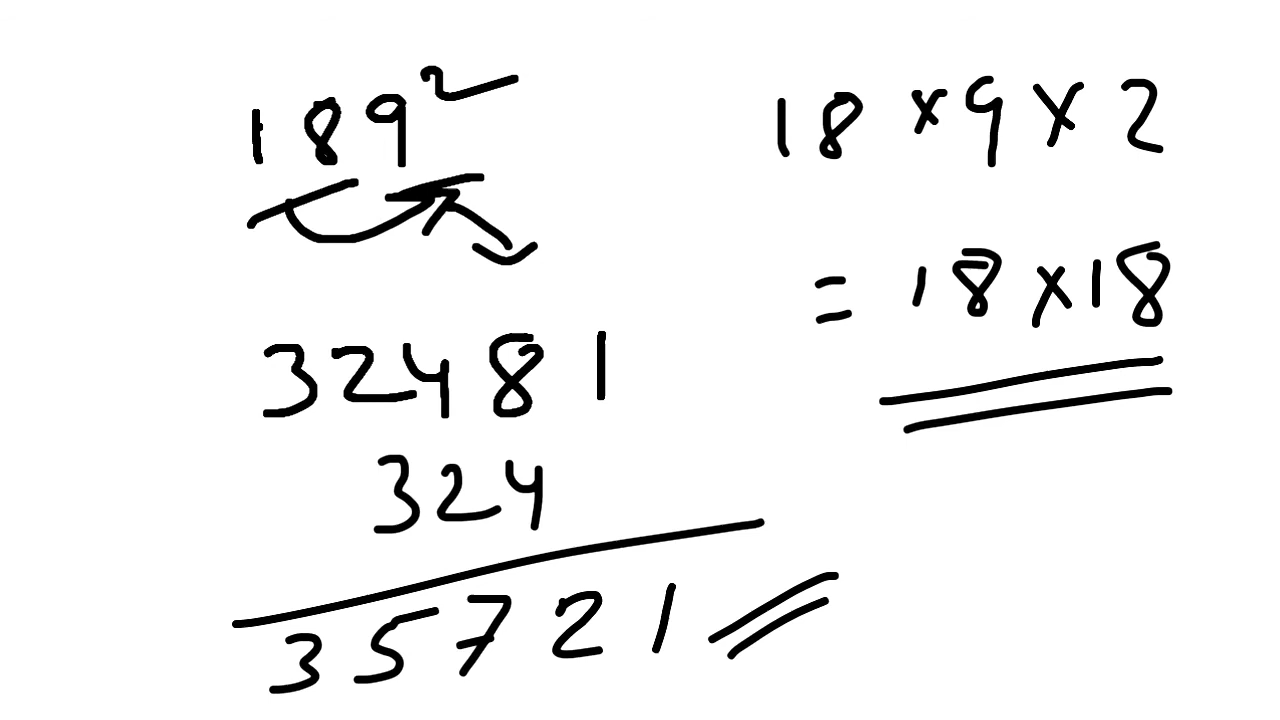 189²
32481
324
35721
18 × 9 × 2
= 18 × 18